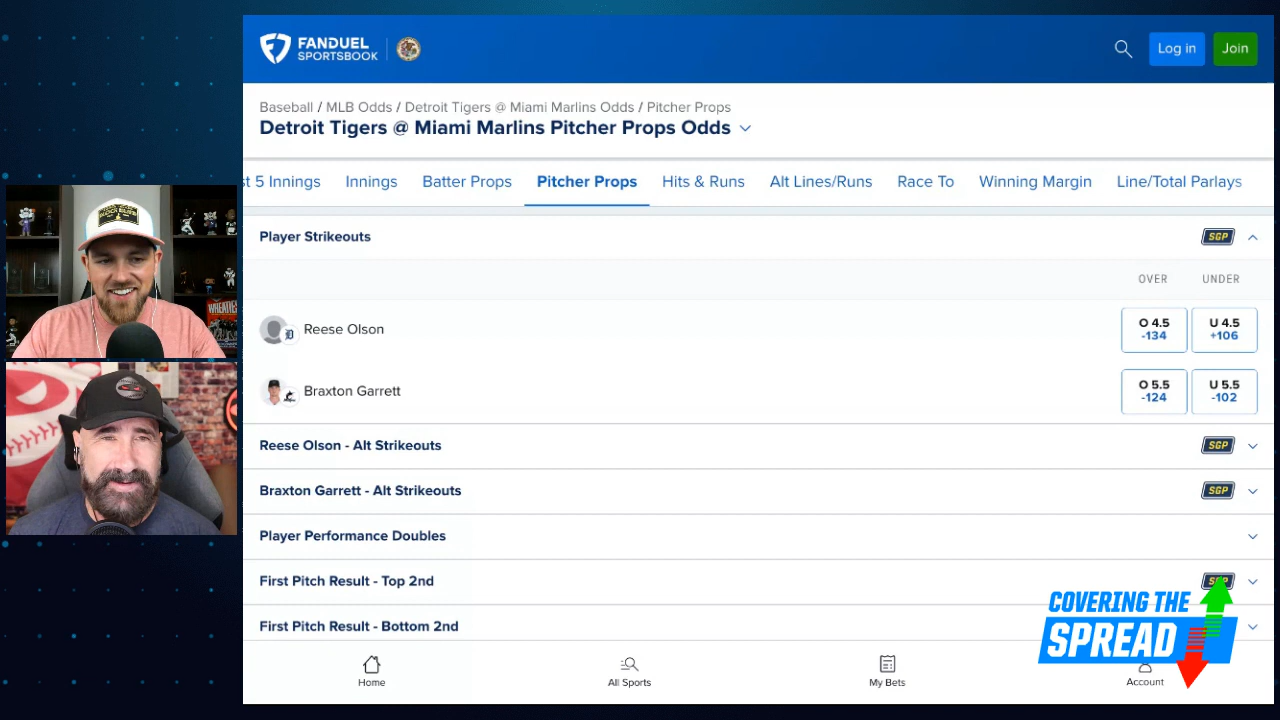 FANDUEL
SPORTSBOOK
Log in
Join
Baseball / MLB Odds / Detroit Tigers @ Miami Marlins Odds / Pitcher Props
Detroit Tigers @ Miami Marlins Pitcher Props Odds
st 5 Innings Innings Batter Props Pitcher Props Hits & Runs Alt Lines/Runs Race To Winning Margin Line/Total Parlays
Player Strikeouts SGP
OVER UNDER
Reese Olson
O 4.5 U 4.5
-134 +106
Braxton Garrett
O 5.5 U 5.5
-124 -102
Reese Olson - Alt Strikeouts SGP
Braxton Garrett - Alt Strikeouts SGP
Player Performance Doubles
First Pitch Result - Top 2nd SGP
First Pitch Result - Bottom 2nd
COVERING THE
SPREAD
Home All Sports My Bets Account
WHEATIES